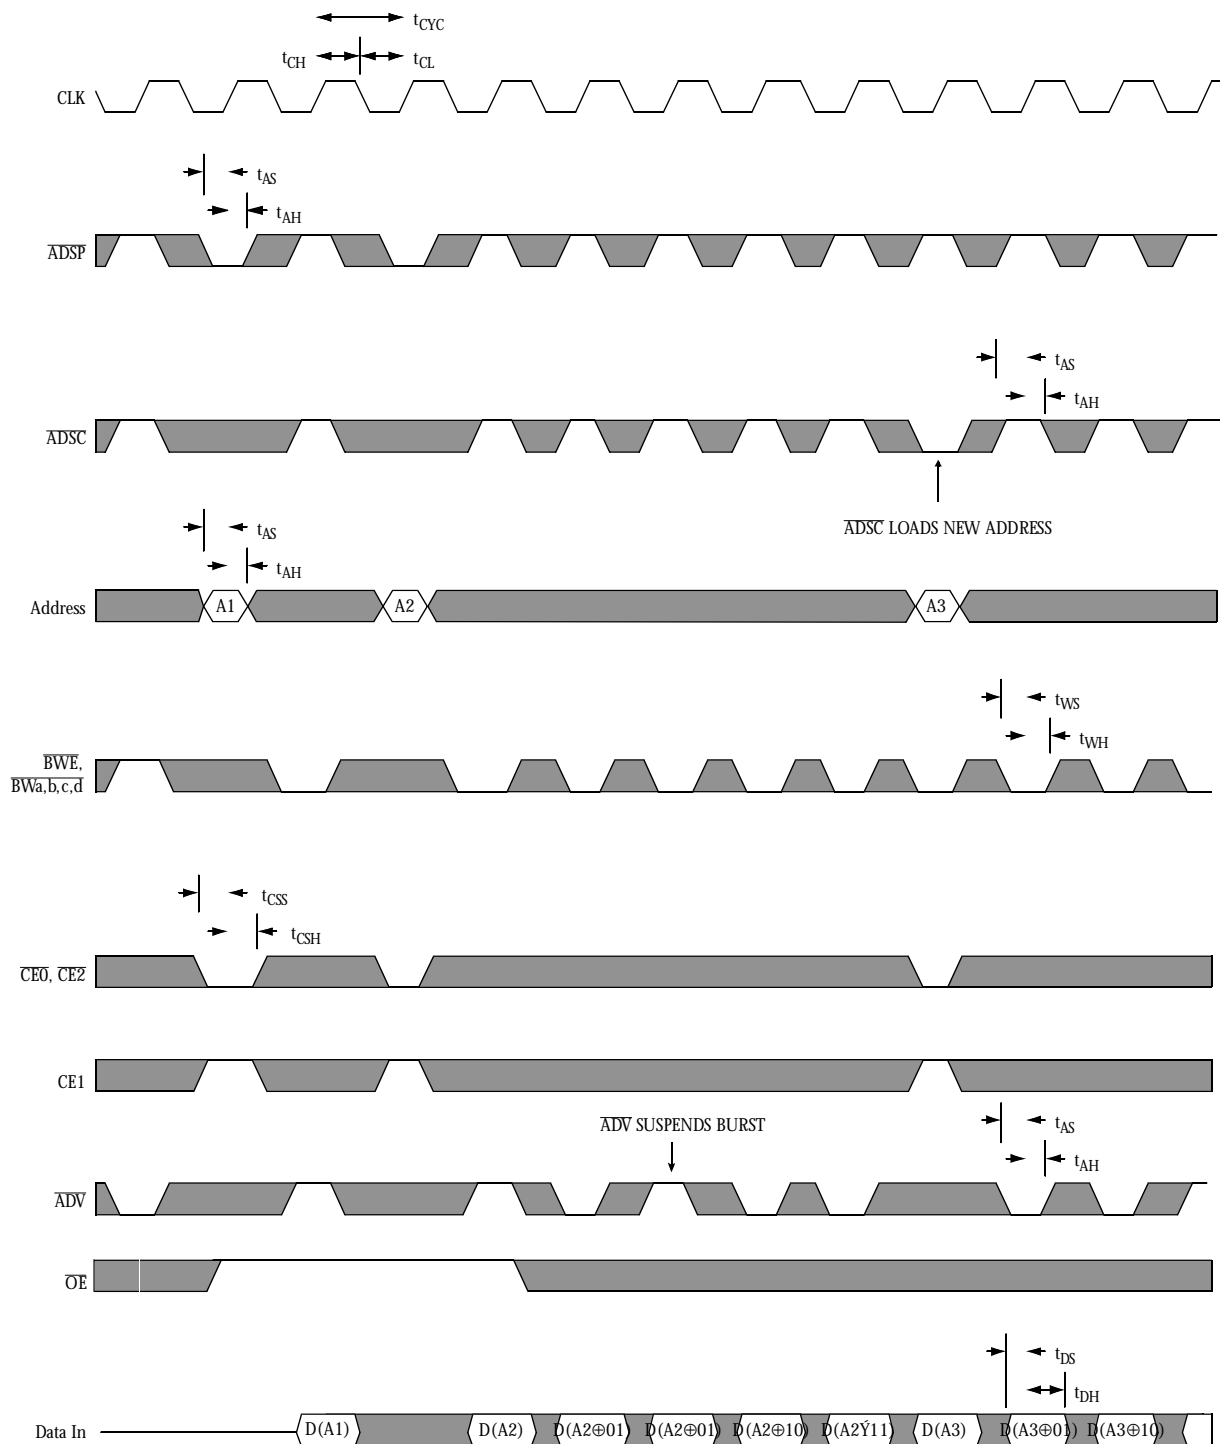 tCYC
tCH tCL
CLK
tAS
tAH
ADSP
tAS
tAH
ADSC
ADSC LOADS NEW ADDRESS
tAS
tAH
Address A1 A2 A3
tWS
tWH
BWE,
BWa,b,c,d
tCSS
tCSH
CE0, CE2
CE1
ADV SUSPENDS BURST
tAS
tAH
ADV
OE
tDS
tDH
Data In D(A1) D(A2) D(A2⊕01) D(A2⊕01) D(A2⊕10) D(A2Ý11) D(A3) D(A3⊕01) D(A3⊕10)